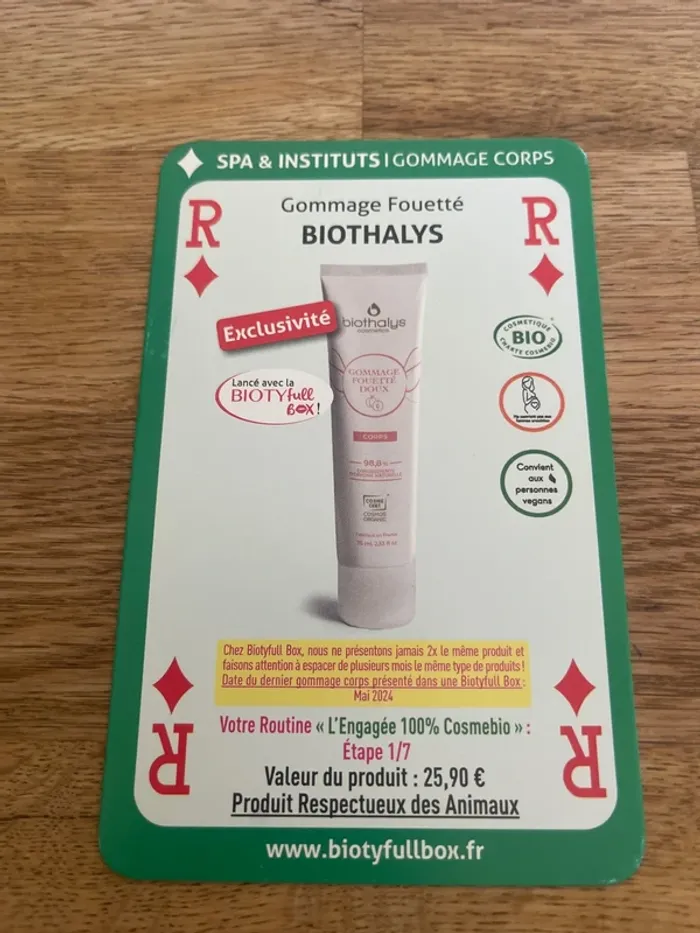 SPA & INSTITUTS | GOMMAGE CORPS
R
R
Gommage Fouetté
BIOTHALYS
Exclusivité
Lancé avec la
BIOTYfull
BOX!
biothalys
cosmetics
GOMMAGE
FOUETTÉ
DOUX
CORPS
COSMOS
ORGANIC
COSMETIQUE
BIO
CHARTE COSMEBIO
Convient
aux
personnes
vegans
Chez Biotyfull Box, nous ne présentons jamais 2x le même produit et
faisons attention à espacer de plusieurs mois le même type de produits !
Date du dernier gommage corps présenté dans une Biotyfull Box :
Mai 2024
Votre Routine « L'Engagée 100% Cosmebio » :
Étape 1/7
Valeur du produit : 25,90 €
Produit Respectueux des Animaux
R
R
www.biotyfullbox.fr